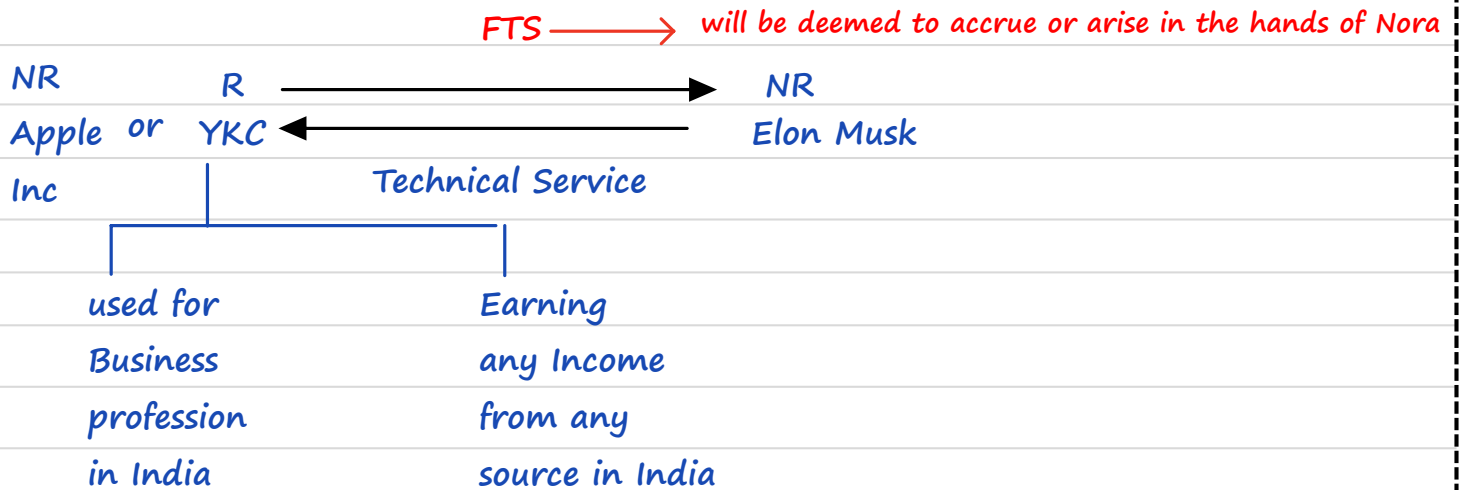 FTS will be deemed to accrue or arise in the hands of Nora
NR R NR
Apple or YKC Elon Musk
Inc Technical Service
used for Earning
Business any Income
profession from any
in India source in India